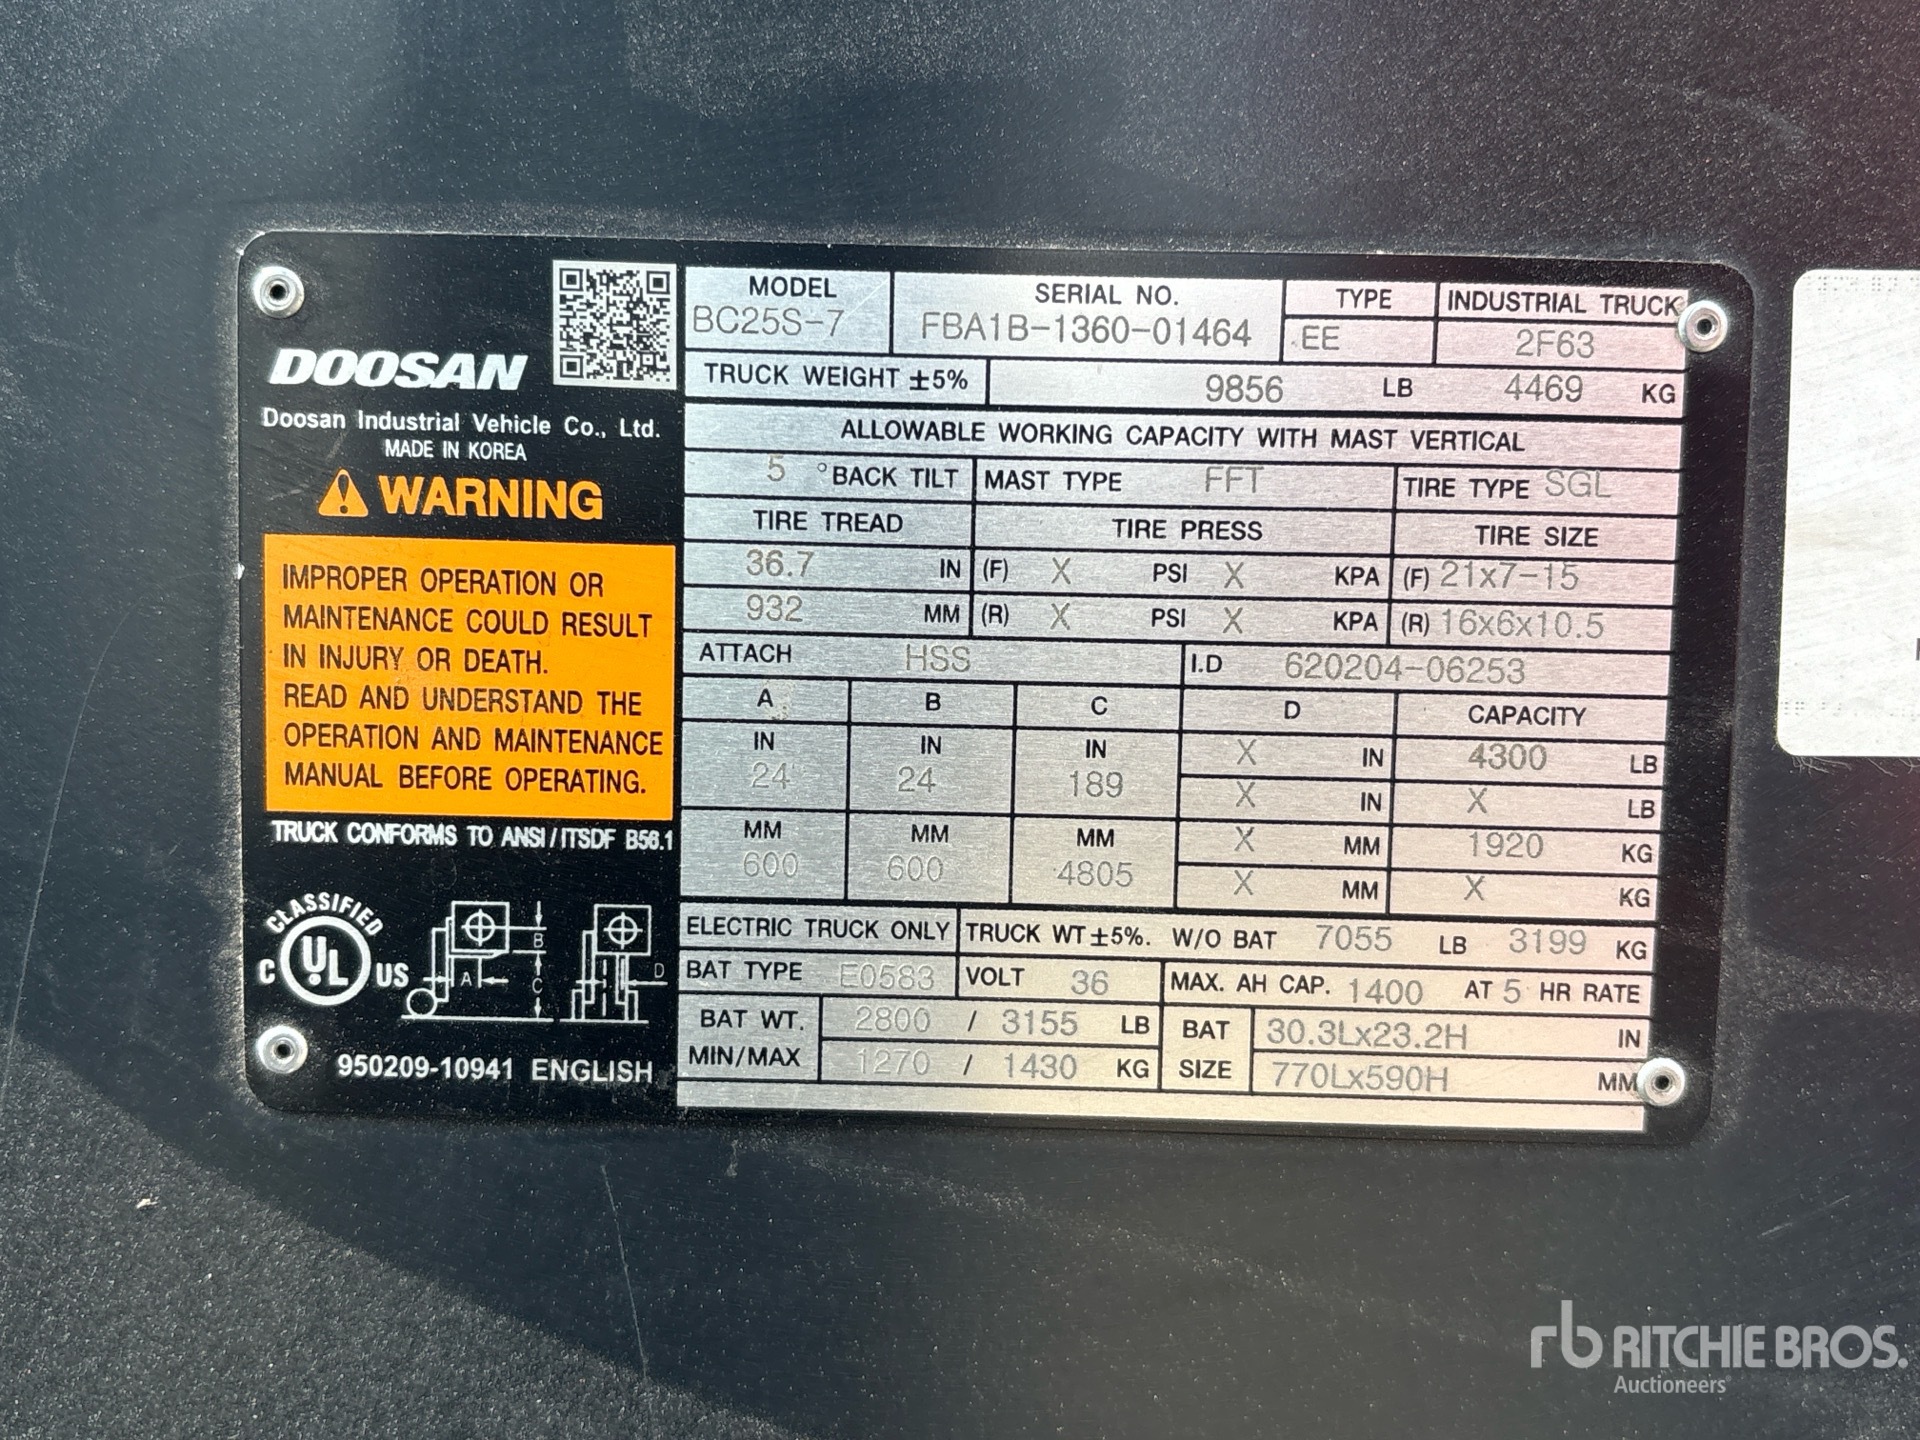 DOOSAN
Doosan Industrial Vehicle Co., Ltd.
MADE IN KOREA
WARNING
IMPROPER OPERATION OR
MAINTENANCE COULD RESULT
IN INJURY OR DEATH.
READ AND UNDERSTAND THE
OPERATION AND MAINTENANCE
MANUAL BEFORE OPERATING.
TRUCK CONFORMS TO ANSI/ITSDF B56.1
CLASSIFIED
C UL US
A B C D
950209-10941 ENGLISH
MODEL SERIAL NO. TYPE INDUSTRIAL TRUCK
BC25S-7 FBA1B-1360-01464 EE 2F63
TRUCK WEIGHT ±5% 9856 LB 4469 KG
ALLOWABLE WORKING CAPACITY WITH MAST VERTICAL
5 °BACK TILT MAST TYPE FFT TIRE TYPE SGL
TIRE TREAD TIRE PRESS TIRE SIZE
36.7 IN (F) X PSI X KPA (F) 21x7-15
932 MM (R) X PSI X KPA (R) 16x6x10.5
ATTACH HSS I.D 620204-06253
A B C D CAPACITY
IN IN IN X IN 4300 LB
24 24 189 X IN X LB
MM MM MM X MM 1920 KG
600 600 4805 X MM X KG
ELECTRIC TRUCK ONLY TRUCK WT ±5%. W/O BAT 7055 LB 3199 KG
BAT TYPE E0583 VOLT 36 MAX. AH CAP. 1400 AT 5 HR RATE
BAT WT. 2800 / 3155 LB BAT 30.3Lx23.2H IN
MIN/MAX 1270 / 1430 KG SIZE 770Lx590H MM
rb RITCHIE BROS.
Auctioneers